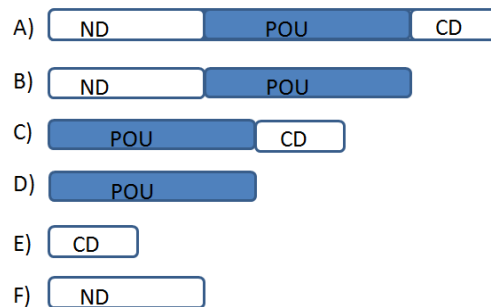 A) ND POU CD
B) ND POU
C) POU CD
D) POU
E) CD
F) ND